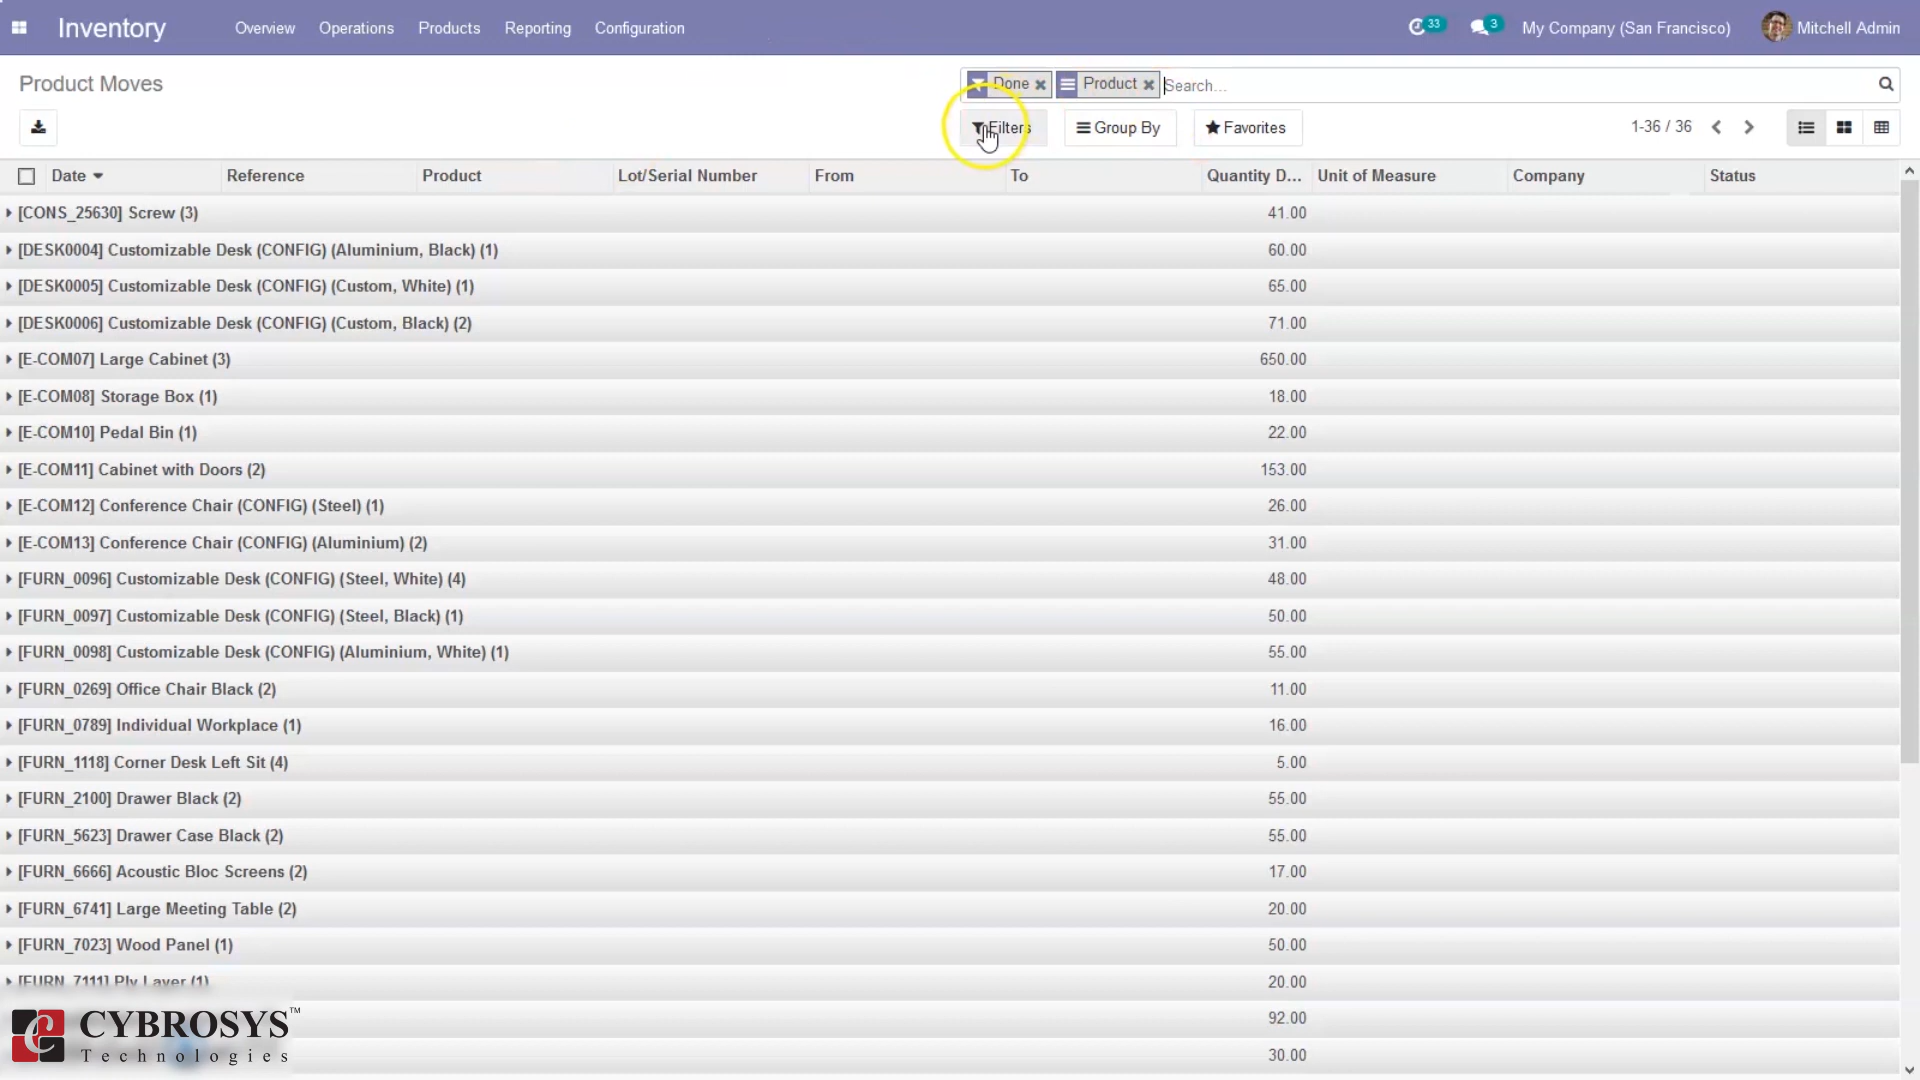 Inventory Overview Operations Products Reporting Configuration 33 3 My Company (San Francisco) Mitchell Admin
Product Moves
Done Product Search...
Filters Group By Favorites 1-36 / 36
Date Reference Product Lot/Serial Number From To Quantity D... Unit of Measure Company Status
[CONS_25630] Screw (3) 41.00
[DESK0004] Customizable Desk (CONFIG) (Aluminium, Black) (1) 60.00
[DESK0005] Customizable Desk (CONFIG) (Custom, White) (1) 65.00
[DESK0006] Customizable Desk (CONFIG) (Custom, Black) (2) 71.00
[E-COM07] Large Cabinet (3) 650.00
[E-COM08] Storage Box (1) 18.00
[E-COM10] Pedal Bin (1) 22.00
[E-COM11] Cabinet with Doors (2) 153.00
[E-COM12] Conference Chair (CONFIG) (Steel) (1) 26.00
[E-COM13] Conference Chair (CONFIG) (Aluminium) (2) 31.00
[FURN_0096] Customizable Desk (CONFIG) (Steel, White) (4) 48.00
[FURN_0097] Customizable Desk (CONFIG) (Steel, Black) (1) 50.00
[FURN_0098] Customizable Desk (CONFIG) (Aluminium, White) (1) 55.00
[FURN_0269] Office Chair Black (2) 11.00
[FURN_0789] Individual Workplace (1) 16.00
[FURN_1118] Corner Desk Left Sit (4) 5.00
[FURN_2100] Drawer Black (2) 55.00
[FURN_5623] Drawer Case Black (2) 55.00
[FURN_6666] Acoustic Bloc Screens (2) 17.00
[FURN_6741] Large Meeting Table (2) 20.00
[FURN_7023] Wood Panel (1) 50.00
[FURN_7111] Ply Layer (1) 20.00
92.00
30.00
CYBROSYS™
Technologies